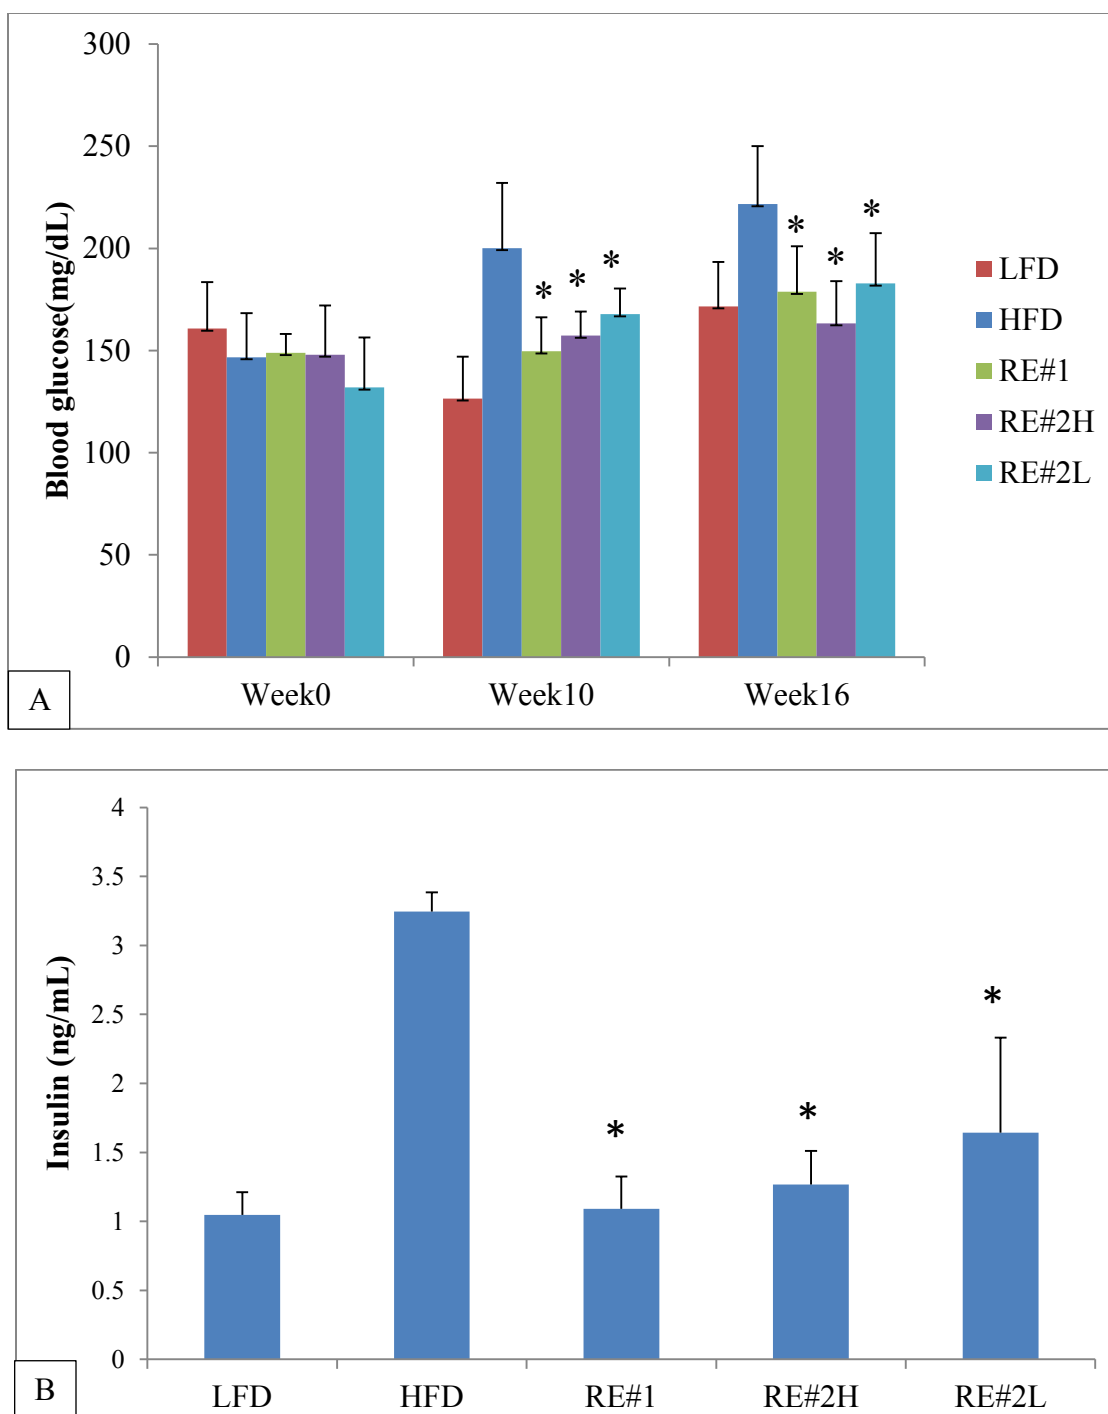 300
250
200
150
100
50
0
Blood glucose(mg/dL)
* * *
* * *
Week0 Week10 Week16
LFD
HFD
RE#1
RE#2H
RE#2L
A
4
3.5
3
2.5
2
1.5
1
0.5
0
Insulin (ng/mL)
* * *
LFD HFD RE#1 RE#2H RE#2L
B